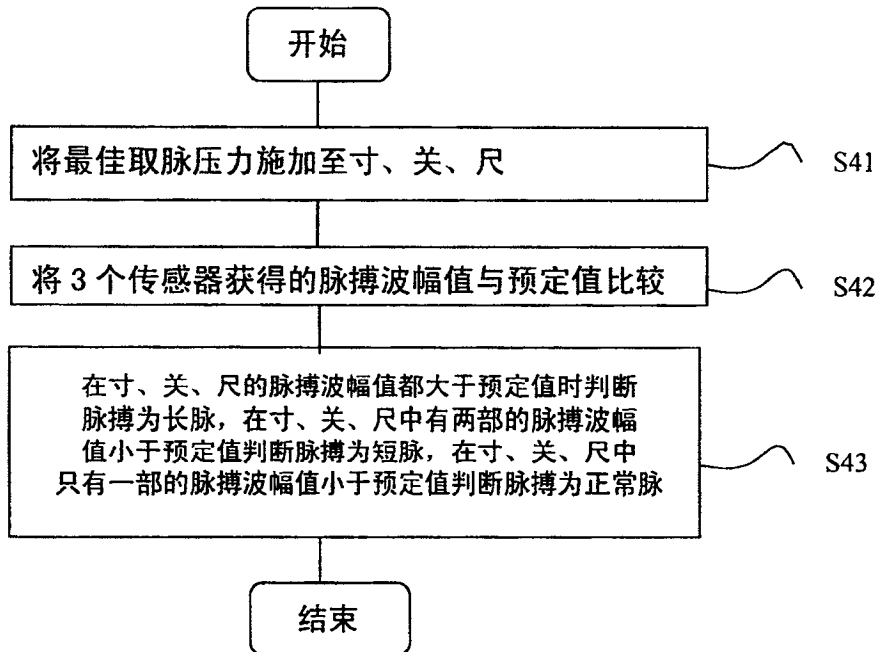 开始
将最佳取脉压力施加至寸、关、尺
S41
将 3 个传感器获得的脉搏波幅值与预定值比较
S42
在寸、关、尺的脉搏波幅值都大于预定值时判断
脉搏为长脉，在寸、关、尺中有两部的脉搏波幅
值小于预定值判断脉搏为短脉，在寸、关、尺中
只有一部的脉搏波幅值小于预定值判断脉搏为正常脉
S43
结束